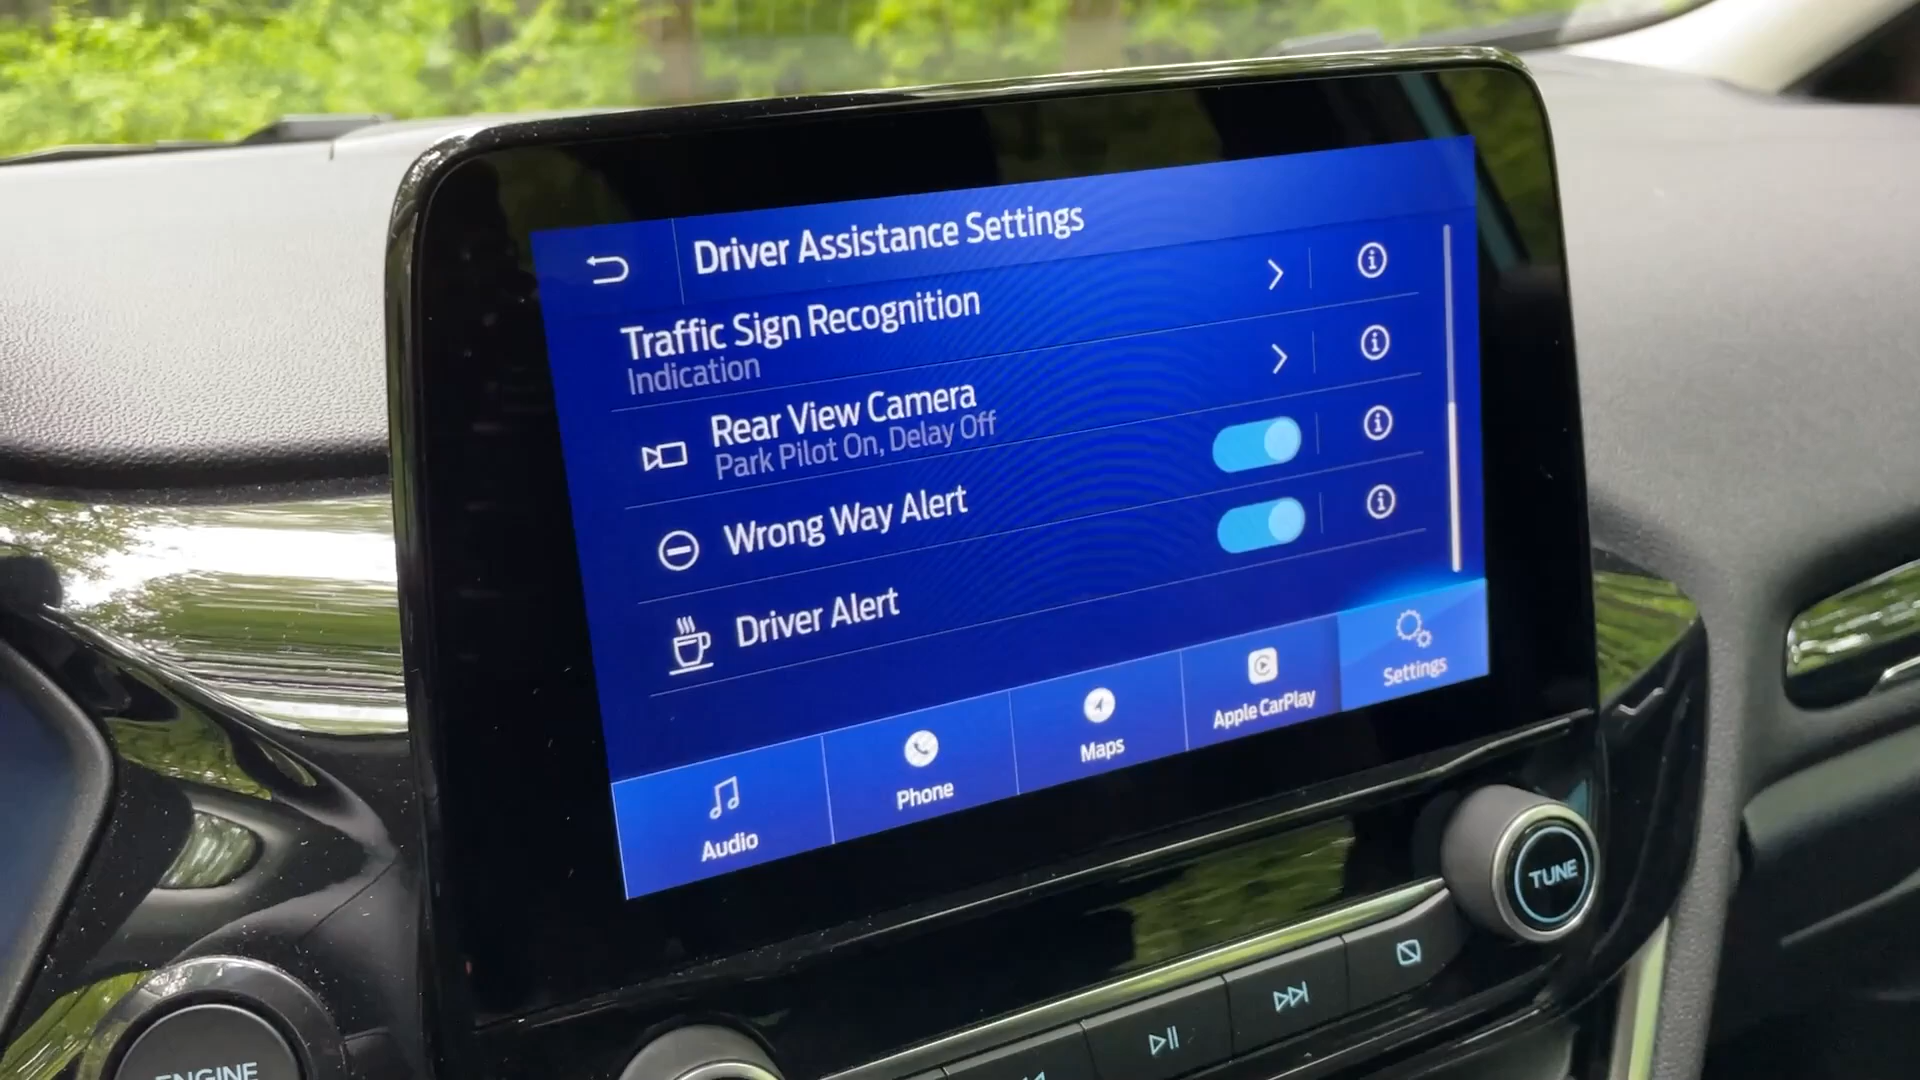 Driver Assistance Settings
Traffic Sign Recognition
Indication
Rear View Camera
Park Pilot On, Delay Off
Wrong Way Alert
Driver Alert
Audio
Phone
Maps
Apple CarPlay
Settings
TUNE
ENGINE